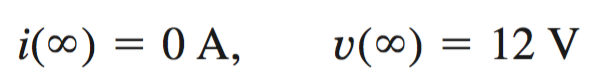 i(∞) = 0 A, v(∞) = 12 V